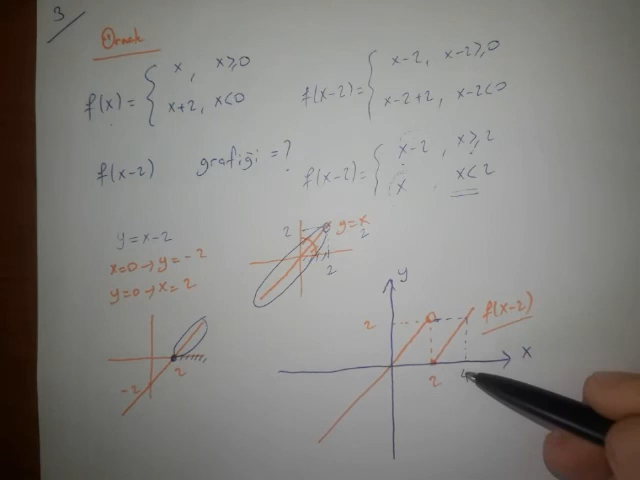 3
Örnek
f(x) = { x , x≥0
x+2, x<0
f(x-2) = { x-2, x-2≥0
x-2+2, x-2<0
f(x-2) grafiği = ?
f(x-2) = { x-2 , x≥2
x , x<2
y = x-2
x=0 → y = -2
y=0 → x = 2
2 y=x
2
2
2
-2
y
2 f(x-2)
x
2 4